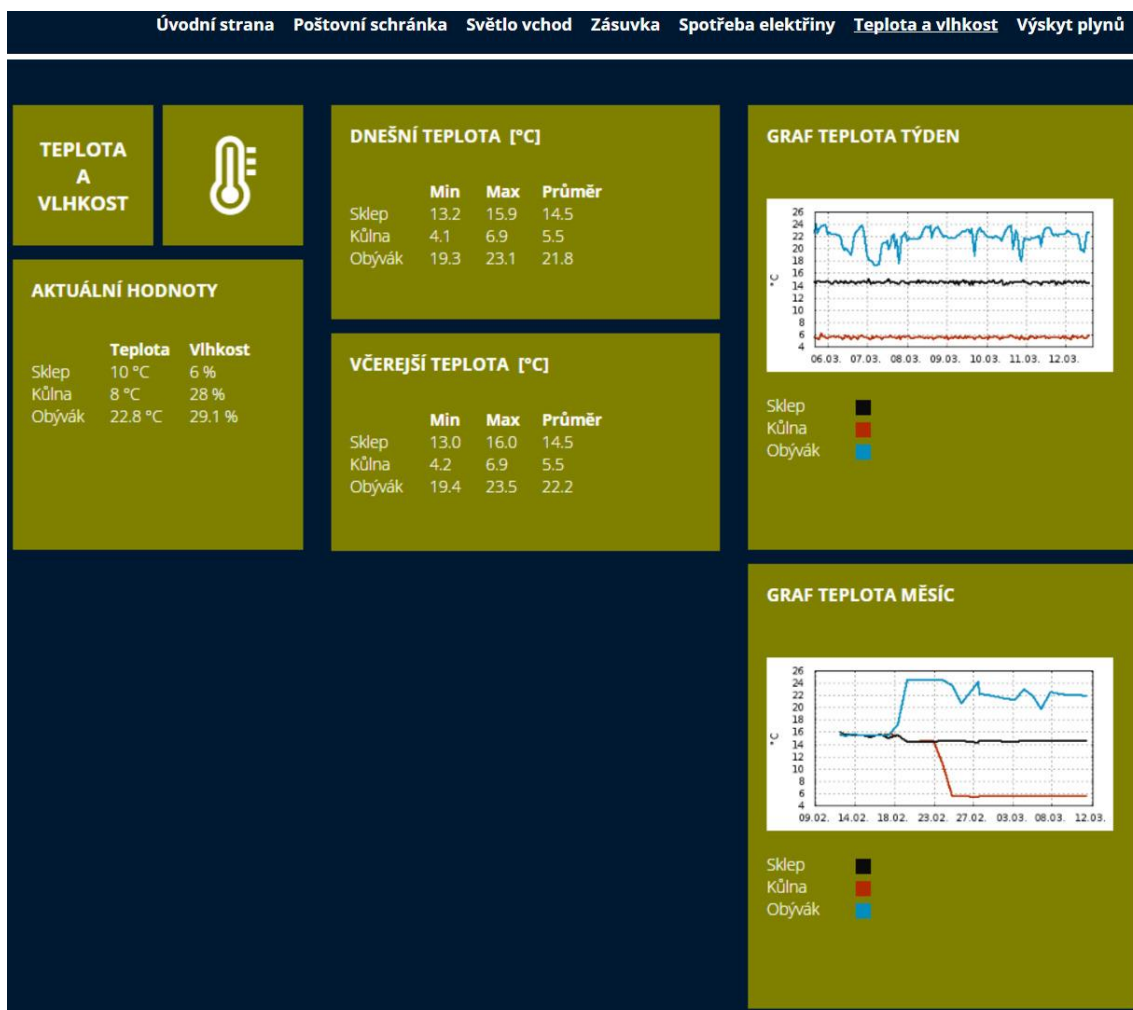 Úvodní strana Poštovní schránka Světlo vchod Zásuvka Spotřeba elektřiny Teplota a vlhkost Výskyt plynů
TEPLOTA
A
VLHKOST
AKTUÁLNÍ HODNOTY
Teplota Vlhkost
Sklep 10 °C 6 %
Kůlna 8 °C 28 %
Obývák 22.8 °C 29.1 %
DNEŠNÍ TEPLOTA [°C]
Min Max Průměr
Sklep 13.2 15.9 14.5
Kůlna 4.1 6.9 5.5
Obývák 19.3 23.1 21.8
VČEREJŠÍ TEPLOTA [°C]
Min Max Průměr
Sklep 13.0 16.0 14.5
Kůlna 4.2 6.9 5.5
Obývák 19.4 23.5 22.2
GRAF TEPLOTA TÝDEN
26
24
22
20
18
16
14
12
10
8
6
4
°C
06.03. 07.03. 08.03. 09.03. 10.03. 11.03. 12.03.
Sklep
Kůlna
Obývák
GRAF TEPLOTA MĚSÍC
26
24
22
20
18
16
14
12
10
8
6
4
°C
09.02. 14.02. 18.02. 23.02. 27.02. 03.03. 08.03. 12.03.
Sklep
Kůlna
Obývák